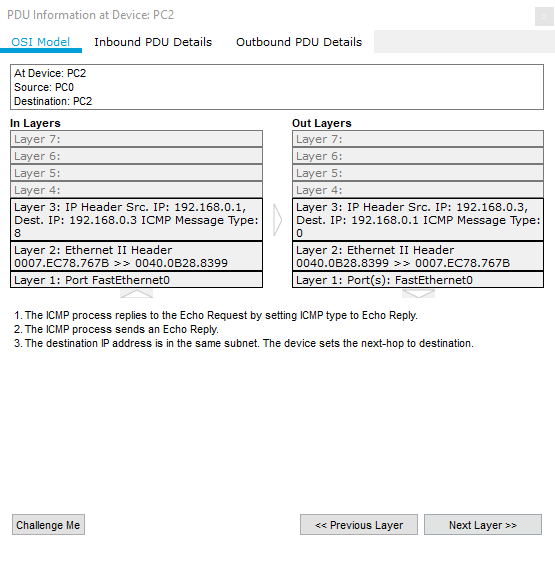 PDU Information at Device: PC2
OSI Model Inbound PDU Details Outbound PDU Details
At Device: PC2
Source: PC0
Destination: PC2
In Layers
Layer 7:
Layer 6:
Layer 5:
Layer 4:
Layer 3: IP Header Src. IP: 192.168.0.1,
Dest. IP: 192.168.0.3 ICMP Message Type:
8
Layer 2: Ethernet II Header
0007.EC78.767B >> 0040.0B28.8399
Layer 1: Port FastEthernet0
Out Layers
Layer 7:
Layer 6:
Layer 5:
Layer 4:
Layer 3: IP Header Src. IP: 192.168.0.3,
Dest. IP: 192.168.0.1 ICMP Message Type:
0
Layer 2: Ethernet II Header
0040.0B28.8399 >> 0007.EC78.767B
Layer 1: Port(s): FastEthernet0
1. The ICMP process replies to the Echo Request by setting ICMP type to Echo Reply.
2. The ICMP process sends an Echo Reply.
3. The destination IP address is in the same subnet. The device sets the next-hop to destination.
Challenge Me << Previous Layer Next Layer >>